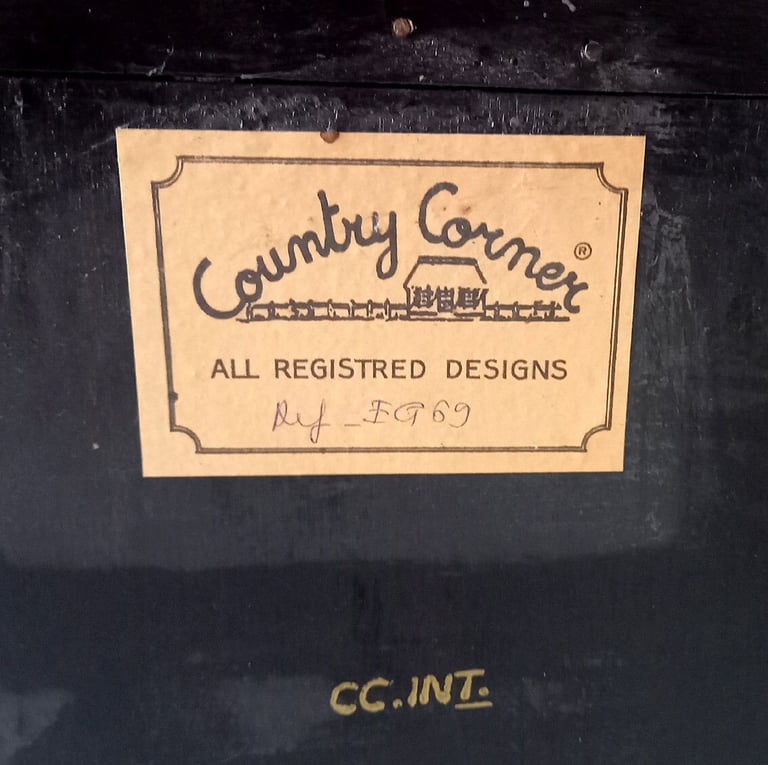 Country Corner ®
ALL REGISTRED DESIGNS
Ref_EG69
CC.INT.